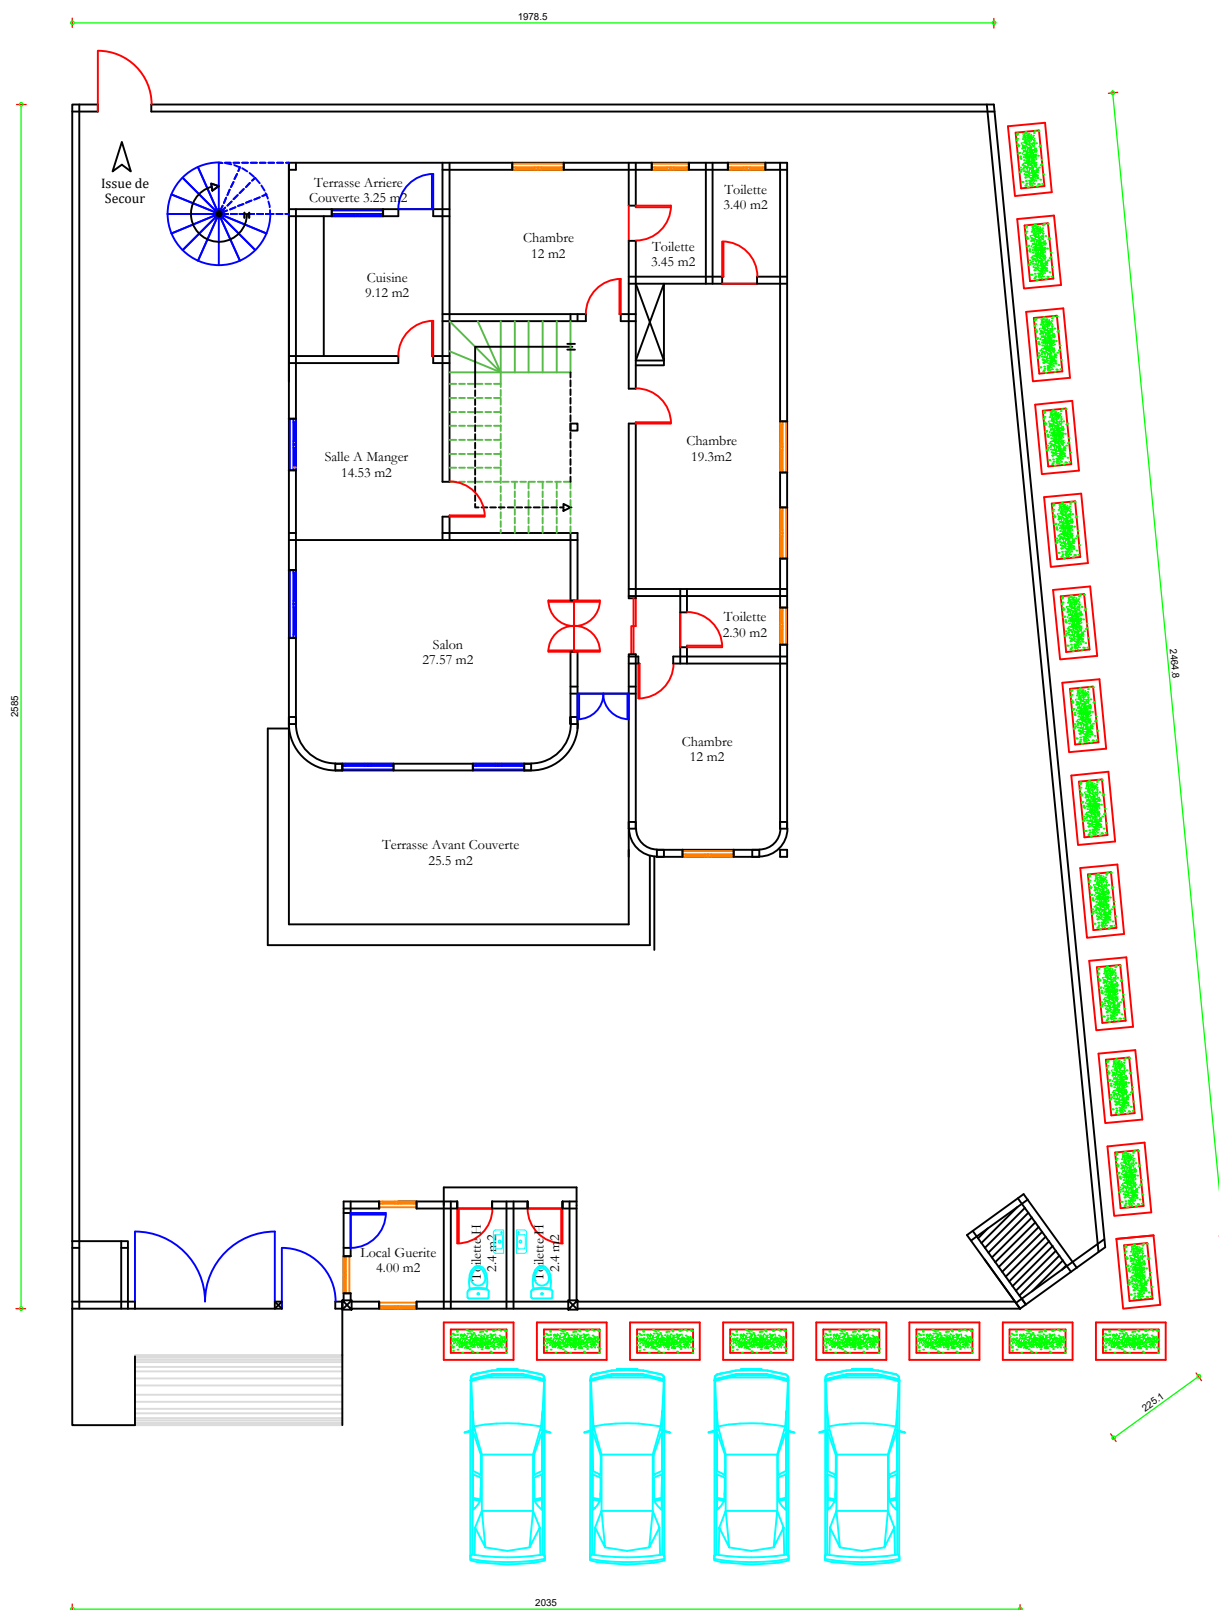 1978.5
Issue de
Secour
Terrasse Arriere
Couverte 3.25 m2
Toilette
3.40 m2
Chambre
12 m2
Toilette
3.45 m2
Cuisine
9.12 m2
Salle A Manger
14.53 m2
Chambre
19.3m2
Toilette
2.30 m2
Salon
27.57 m2
2464.8
2585
Chambre
12 m2
Terrasse Avant Couverte
25.5 m2
Local Guerite
4.00 m2
Toilette H
2.4 m2
Toilette H
2.4 m2
225.1
2035